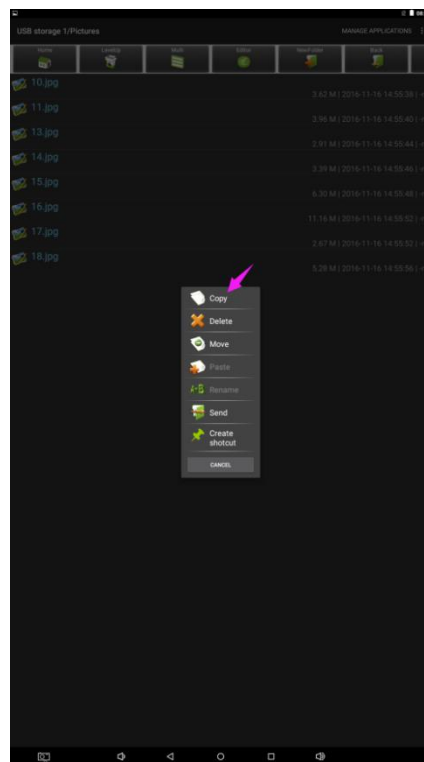 USB storage 1/Pictures MANAGE APPLICATIONS
Home LevelUp Multi Editor NewFolder Back
10.jpg
3.62 M | 2016-11-16 14:55:38 |
11.jpg
3.96 M | 2016-11-16 14:55:40 |
13.jpg
2.91 M | 2016-11-16 14:55:44 |
14.jpg
3.39 M | 2016-11-16 14:55:46 |
15.jpg
6.30 M | 2016-11-16 14:55:48 |
16.jpg
11.16 M | 2016-11-16 14:55:52 |
17.jpg
2.67 M | 2016-11-16 14:55:52 |
18.jpg
5.28 M | 2016-11-16 14:55:56 |
Copy
Delete
Move
Paste
Rename
Send
Create
shotcut
CANCEL